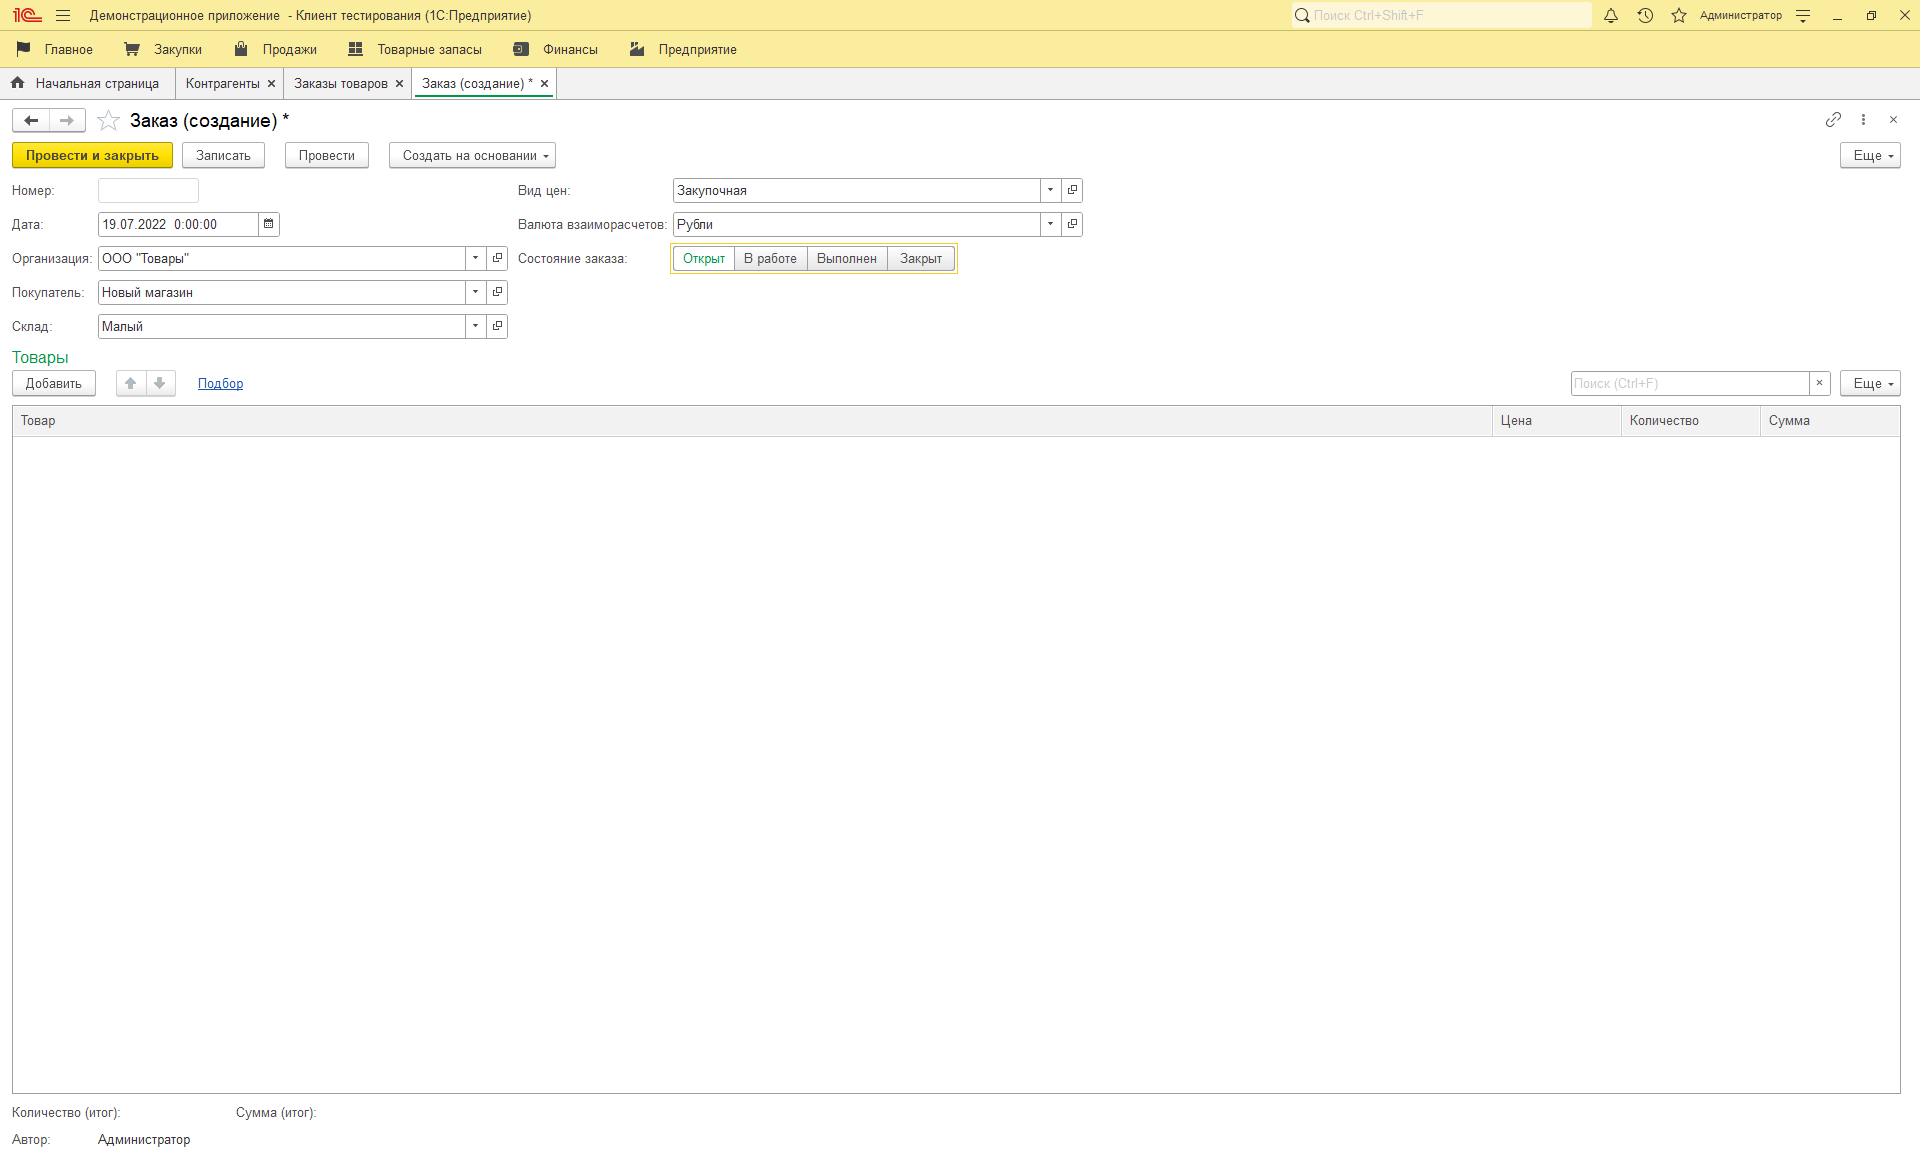 1С Демонстрационное приложение - Клиент тестирования (1С:Предприятие) Поиск Ctrl+Shift+F Администратор
Главное Закупки Продажи Товарные запасы Финансы Предприятие
Начальная страница Контрагенты × Заказы товаров × Заказ (создание) * ×
Заказ (создание) *
Провести и закрыть Записать Провести Создать на основании Еще
Номер: Вид цен: Закупочная
Дата: 19.07.2022 0:00:00 Валюта взаиморасчетов: Рубли
Организация: ООО "Товары" Состояние заказа: Открыт В работе Выполнен Закрыт
Покупатель: Новый магазин
Склад: Малый
Товары
Добавить Подбор Поиск (Ctrl+F) × Еще
Товар Цена Количество Сумма
Количество (итог): Сумма (итог):
Автор: Администратор